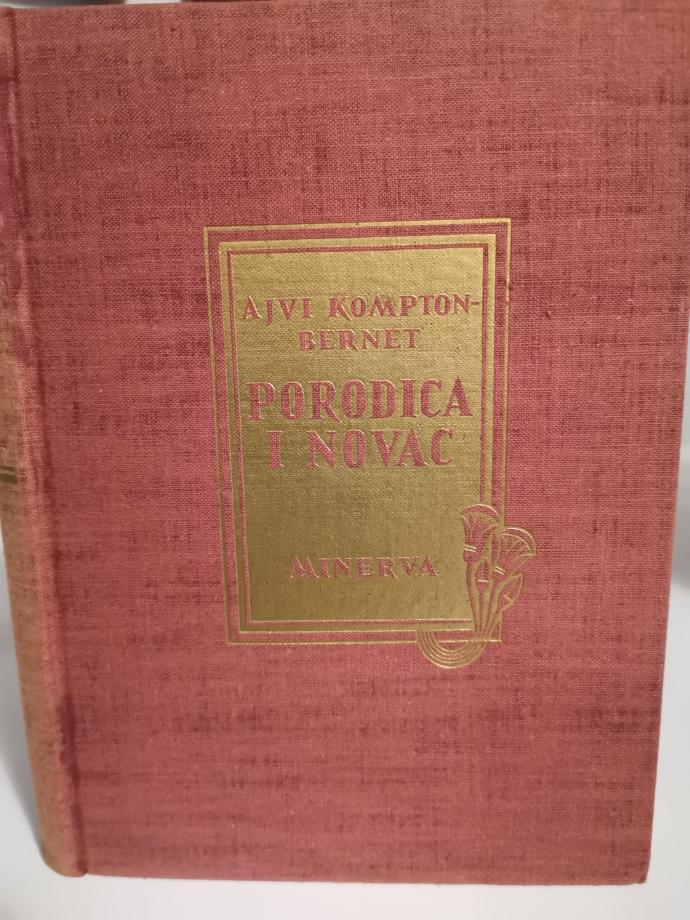 AJVI KOMPTON-
BERNET
PORODICA
I NOVAC
MINERVA